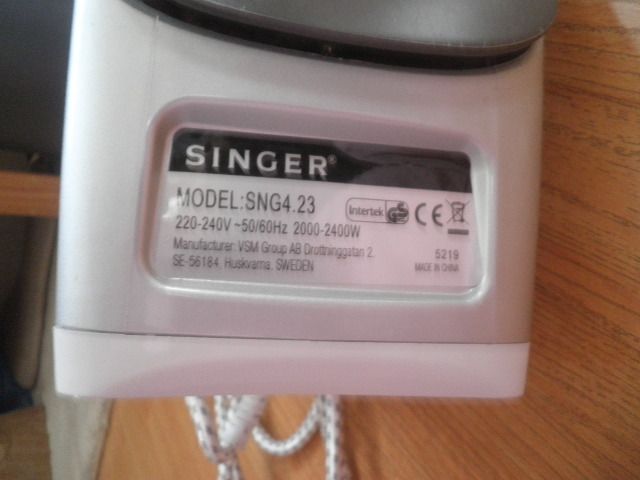 SINGER®
MODEL:SNG4.23
220-240V ~50/60Hz 2000-2400W
Intertek GS CE
Manufacturer: VSM Group AB Drottninggatan 2,
SE-56184, Huskvarna, SWEDEN
5219
MADE IN CHINA